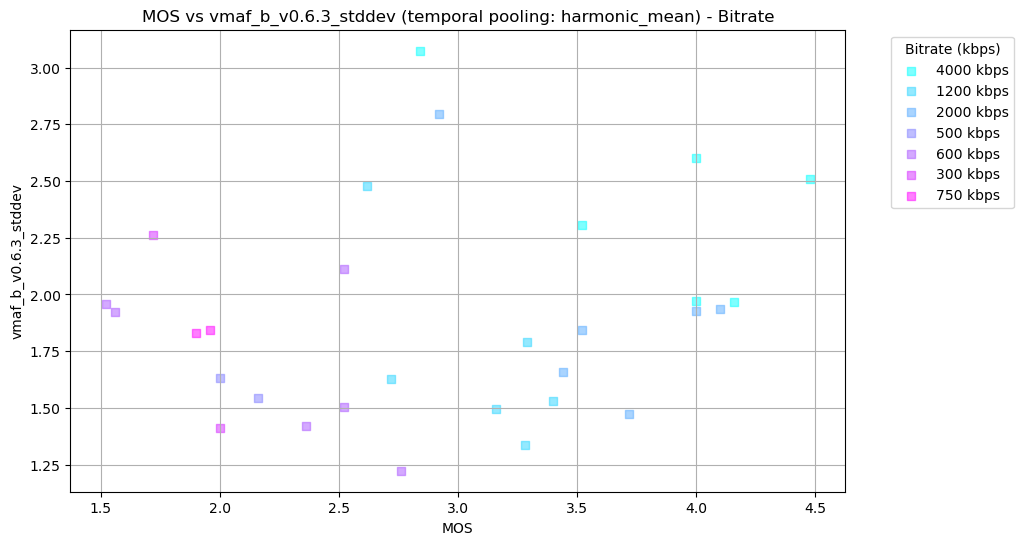 MOS vs vmaf_b_v0.6.3_stddev (temporal pooling: harmonic_mean) - Bitrate
vmaf_b_v0.6.3_stddev
3.00
2.75
2.50
2.25
2.00
1.75
1.50
1.25
1.5
2.0
2.5
3.0
3.5
4.0
4.5
MOS
Bitrate (kbps)
4000 kbps
1200 kbps
2000 kbps
500 kbps
600 kbps
300 kbps
750 kbps